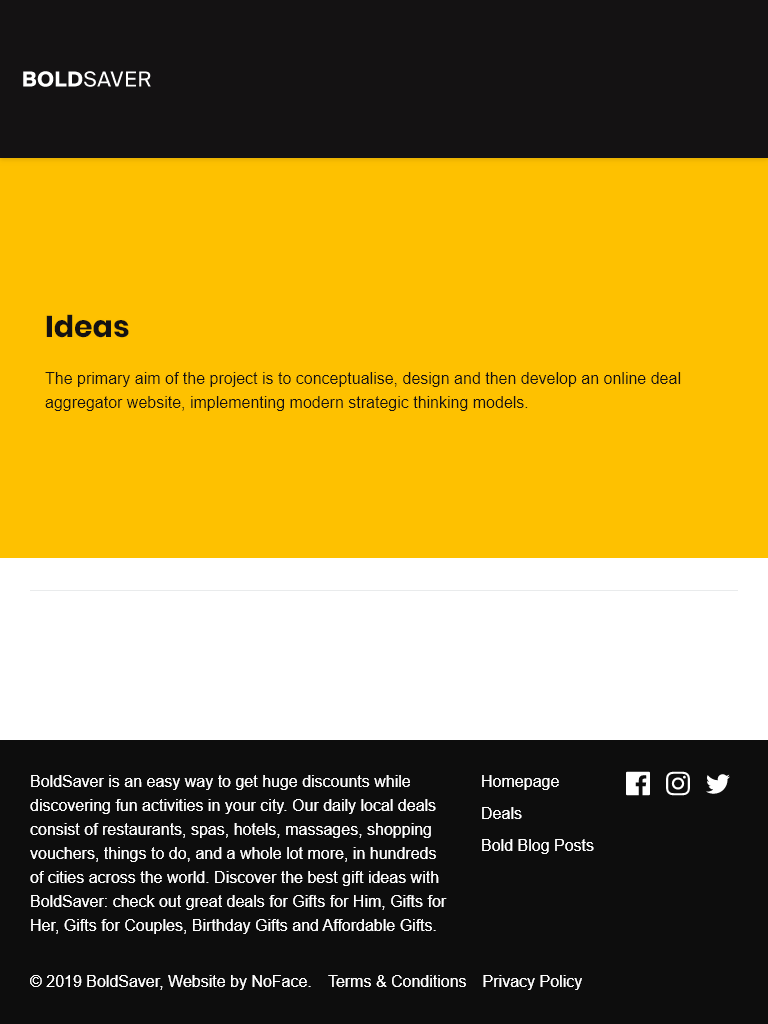 BOLDSAVER
Ideas
The primary aim of the project is to conceptualise, design and then develop an online deal
aggregator website, implementing modern strategic thinking models.
BoldSaver is an easy way to get huge discounts while
discovering fun activities in your city. Our daily local deals
consist of restaurants, spas, hotels, massages, shopping
vouchers, things to do, and a whole lot more, in hundreds
of cities across the world. Discover the best gift ideas with
BoldSaver: check out great deals for Gifts for Him, Gifts for
Her, Gifts for Couples, Birthday Gifts and Affordable Gifts.
Homepage
Deals
Bold Blog Posts
© 2019 BoldSaver, Website by NoFace. Terms & Conditions Privacy Policy